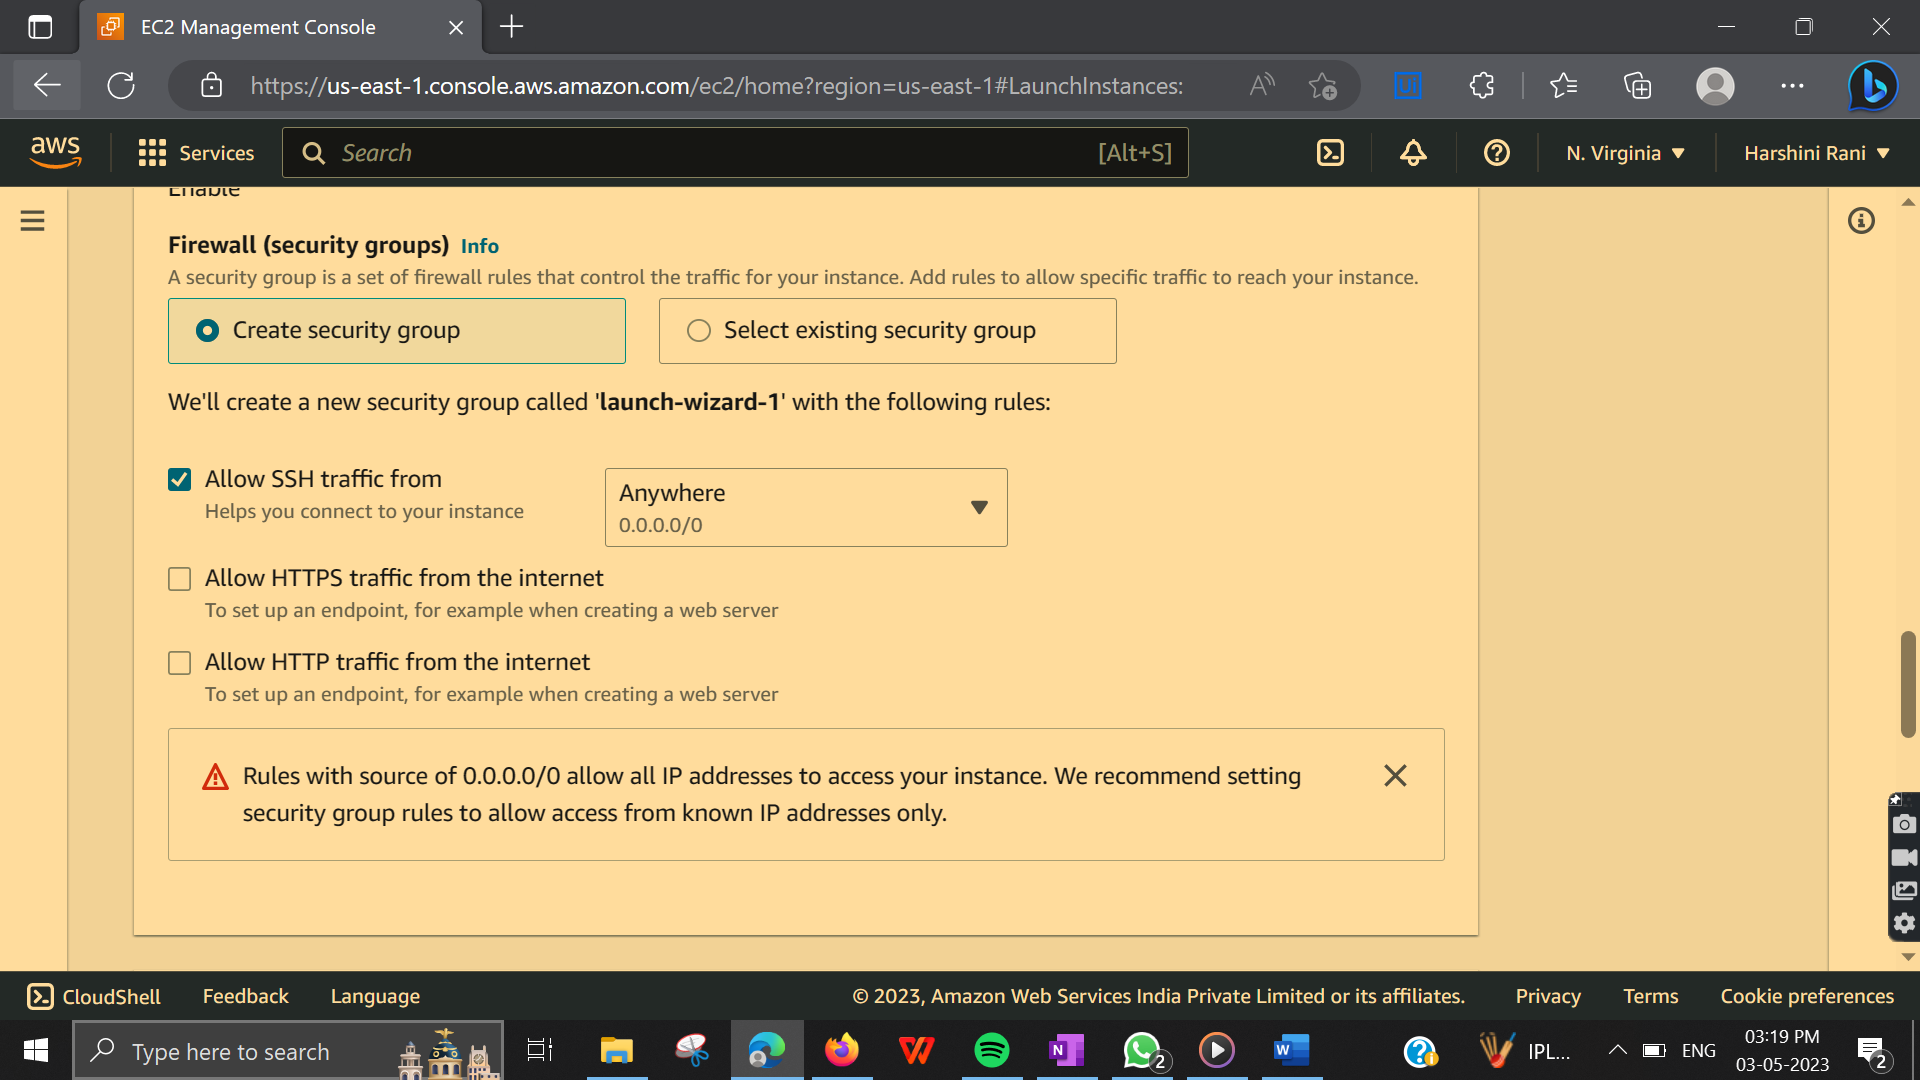 EC2 Management Console
https://us-east-1.console.aws.amazon.com/ec2/home?region=us-east-1#LaunchInstances:
aws
Services
Search
[Alt+S]
N. Virginia
Harshini Rani
Enable
Firewall (security groups) Info
A security group is a set of firewall rules that control the traffic for your instance. Add rules to allow specific traffic to reach your instance.
Create security group
Select existing security group
We'll create a new security group called 'launch-wizard-1' with the following rules:
Allow SSH traffic from
Helps you connect to your instance
Anywhere
0.0.0.0/0
Allow HTTPS traffic from the internet
To set up an endpoint, for example when creating a web server
Allow HTTP traffic from the internet
To set up an endpoint, for example when creating a web server
Rules with source of 0.0.0.0/0 allow all IP addresses to access your instance. We recommend setting
security group rules to allow access from known IP addresses only.
CloudShell
Feedback
Language
© 2023, Amazon Web Services India Private Limited or its affiliates.
Privacy
Terms
Cookie preferences
Type here to search
2
IPL...
ENG
03:19 PM
03-05-2023
2